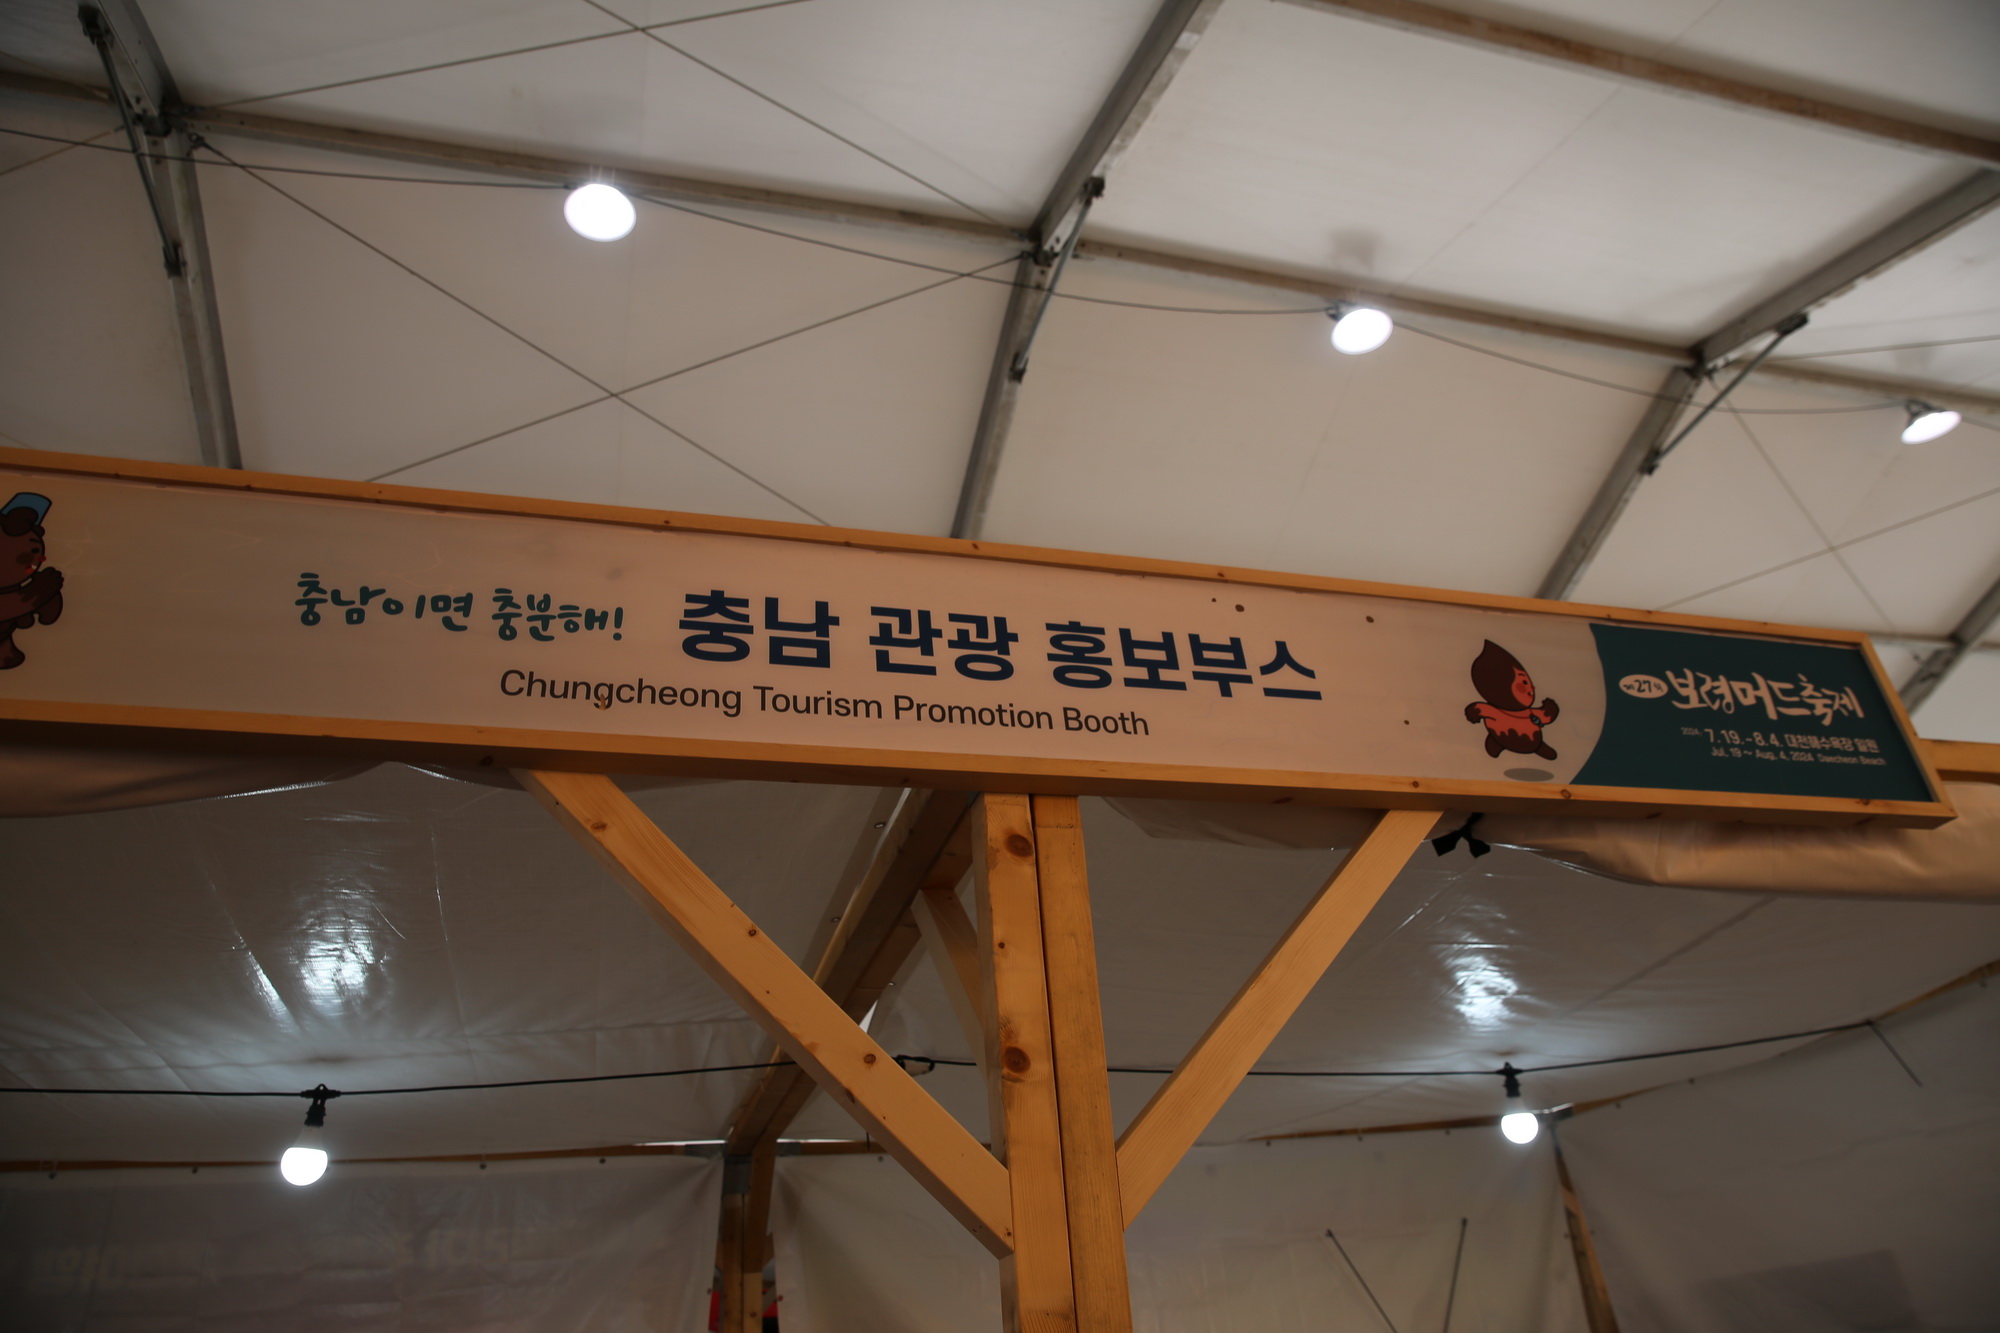 충남이면 충분해! 충남 관광 홍보부스
Chungcheong Tourism Promotion Booth
제27회 보령머드축제
2024. 7.19.-8.4. 대천해수욕장 일원
Jul. 19 ~ Aug. 4, 2024 Daecheon Beach